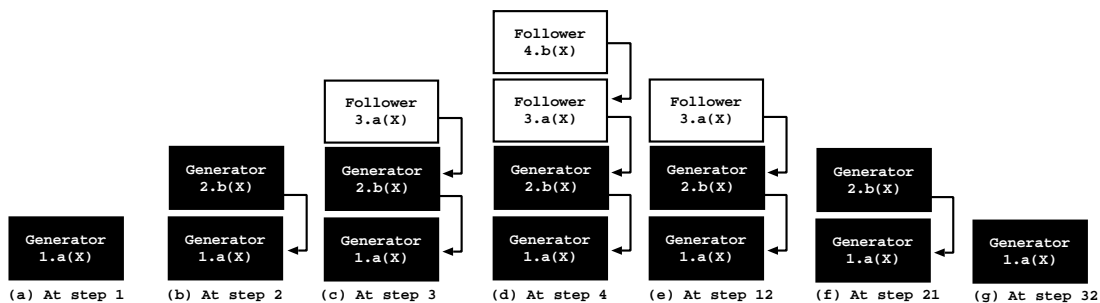 Follower
4.b(X)
Follower
3.a(X)
Follower
3.a(X)
Follower
3.a(X)
Generator
2.b(X)
Generator
2.b(X)
Generator
2.b(X)
Generator
2.b(X)
Generator
2.b(X)
Generator
1.a(X)
Generator
1.a(X)
Generator
1.a(X)
Generator
1.a(X)
Generator
1.a(X)
Generator
1.a(X)
Generator
1.a(X)
(a) At step 1
(b) At step 2
(c) At step 3
(d) At step 4
(e) At step 12
(f) At step 21
(g) At step 32